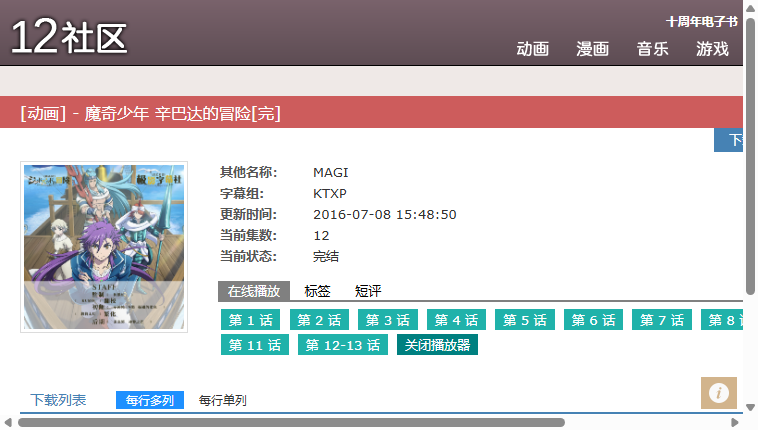 十周年电子书
12社区
动画 漫画 音乐 游戏
[动画] - 魔奇少年 辛巴达的冒险[完]
其他名称: MAGI
字幕组: KTXP
更新时间: 2016-07-08 15:48:50
当前集数: 12
当前状态: 完结
STAFF
在线播放 标签 短评
第 1 话 第 2 话 第 3 话 第 4 话 第 5 话 第 6 话 第 7 话 第 8
第 11 话 第 12-13 话 关闭播放器
下载列表 每行多列 每行单列